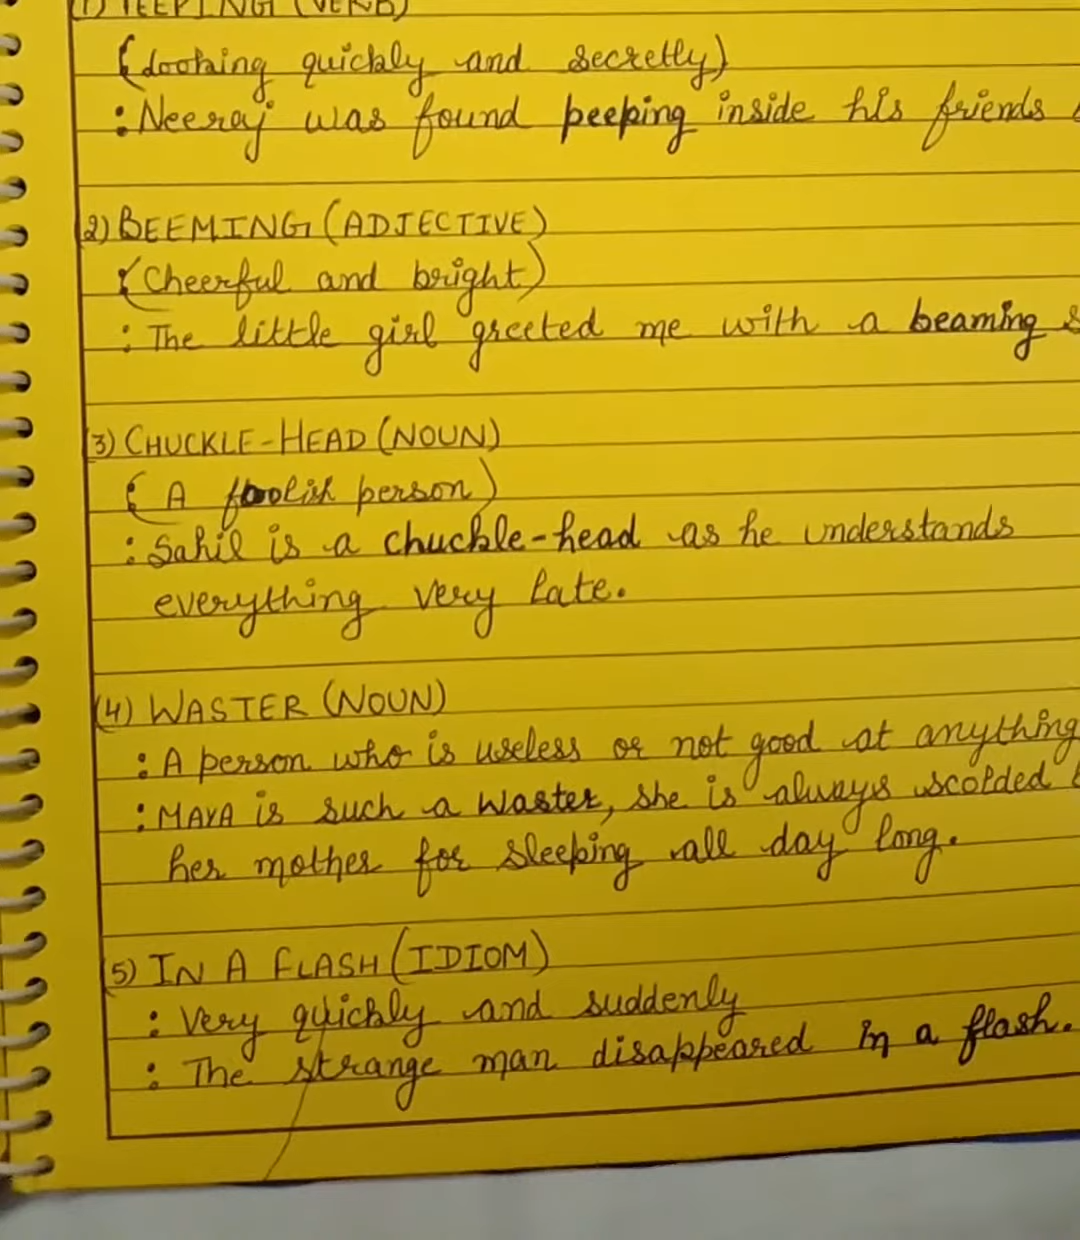 (1) PEEPING (VERB)
(Looking quickly and secretly)
: Neeraj was found peeping inside his friends
2) BEEMING (ADJECTIVE)
(Cheerful and bright)
: The little girl greeted me with a beaming
(3) CHUCKLE-HEAD (NOUN)
(A foolish person)
: Sahil is a chuckle-head as he understands
everything very late.
(4) WASTER (NOUN)
: A person who is useless or not good at anything
: MAYA is such a waster, she is always scolded
her mother for sleeping all day long.
5) IN A FLASH (IDIOM)
: Very quickly and suddenly
: The strange man disappeared in a flash.